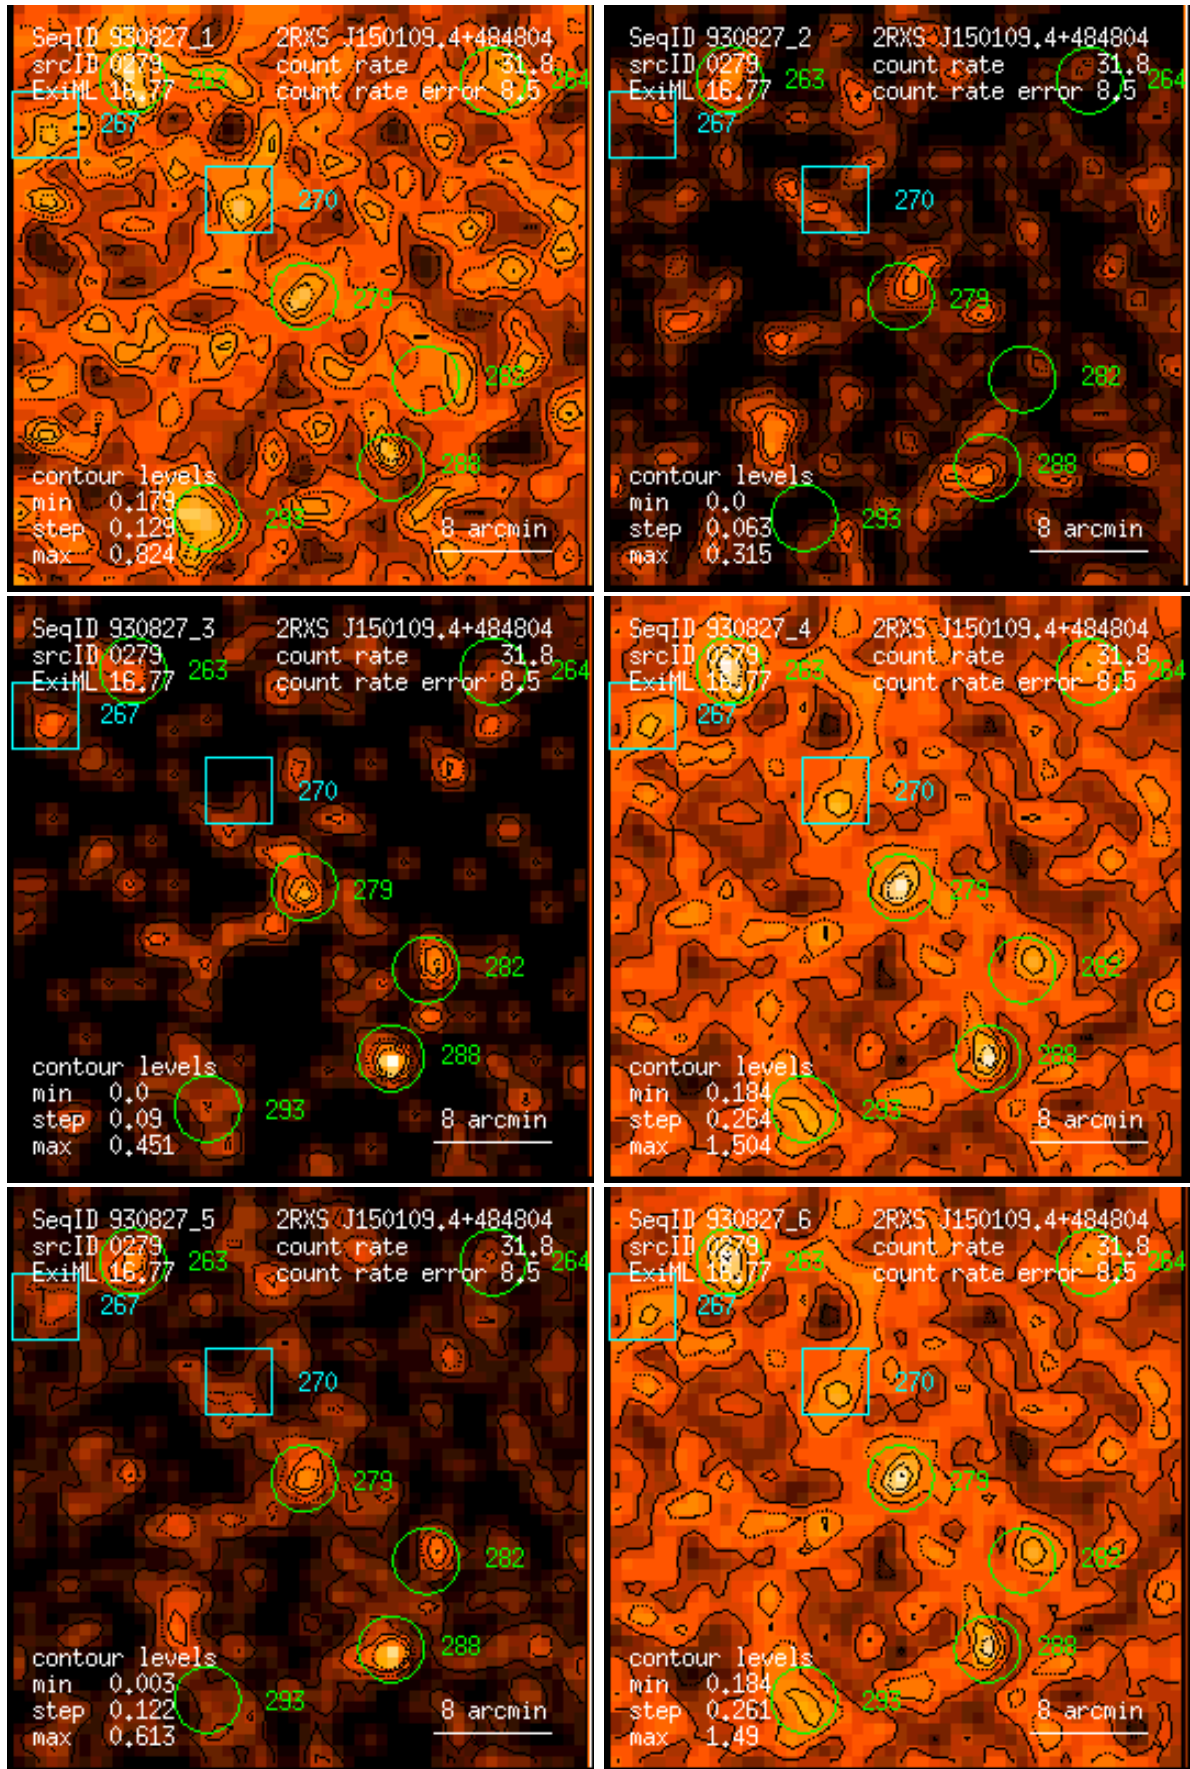 SeqID 930827_1 2RXS J150109.4+484804
srcID 0279 count rate 31.8
ExiML 16.77 count rate error 8.5
263
264
267
270
279
282
288
293
contour levels
min 0.179
step 0.129
max 0.824
8 arcmin
SeqID 930827_2 2RXS J150109.4+484804
srcID 0279 count rate 31.8
ExiML 16.77 count rate error 8.5
263
264
267
270
279
282
288
293
contour levels
min 0.0
step 0.063
max 0.315
8 arcmin
SeqID 930827_3 2RXS J150109.4+484804
srcID 0279 count rate 31.8
ExiML 16.77 count rate error 8.5
263
264
267
270
279
282
288
293
contour levels
min 0.0
step 0.09
max 0.451
8 arcmin
SeqID 930827_4 2RXS J150109.4+484804
srcID 0279 count rate 31.8
ExiML 16.77 count rate error 8.5
263
264
267
270
279
282
288
293
contour levels
min 0.184
step 0.264
max 1.504
8 arcmin
SeqID 930827_5 2RXS J150109.4+484804
srcID 0279 count rate 31.8
ExiML 16.77 count rate error 8.5
263
264
267
270
279
282
288
293
contour levels
min 0.003
step 0.122
max 0.613
8 arcmin
SeqID 930827_6 2RXS J150109.4+484804
srcID 0279 count rate 31.8
ExiML 16.77 count rate error 8.5
263
264
267
270
279
282
288
293
contour levels
min 0.184
step 0.261
max 1.49
8 arcmin